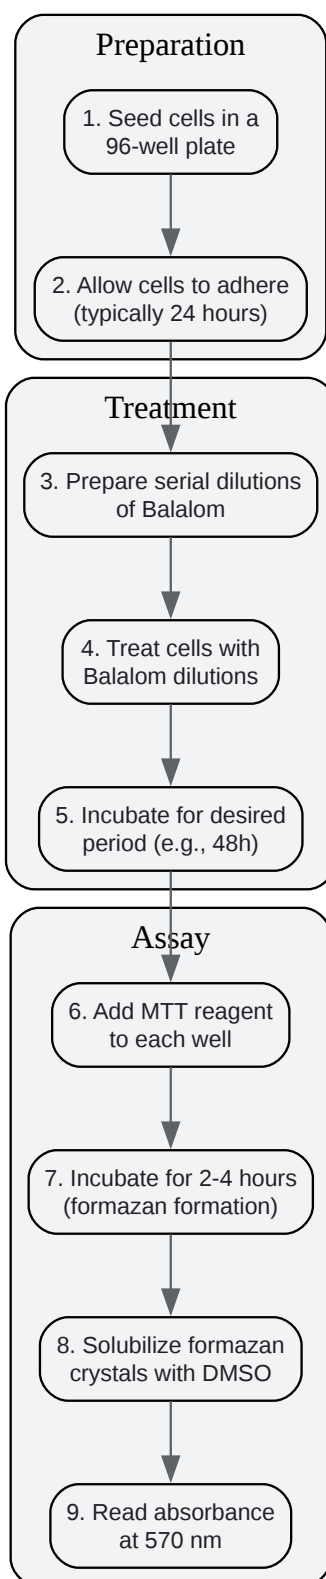 Preparation
1. Seed cells in a
96-well plate
2. Allow cells to adhere
(typically 24 hours)
Treatment
3. Prepare serial dilutions
of Balalom
4. Treat cells with
Balalom dilutions
5. Incubate for desired
period (e.g., 48h)
Assay
6. Add MTT reagent
to each well
7. Incubate for 2-4 hours
(formazan formation)
8. Solubilize formazan
crystals with DMSO
9. Read absorbance
at 570 nm